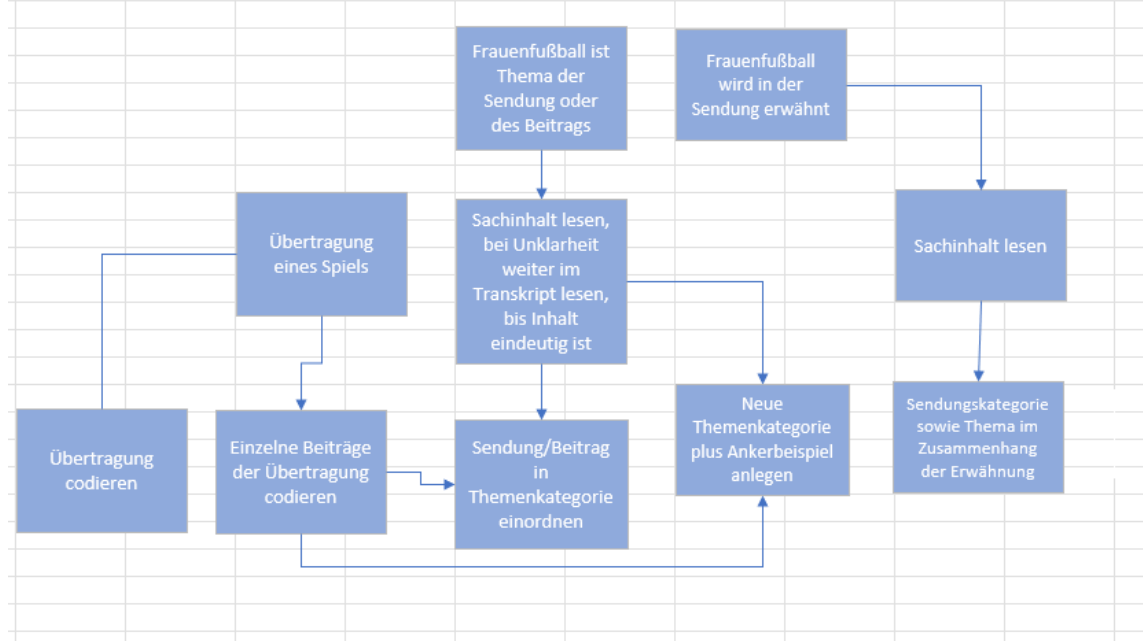 Frauenfußball ist
Thema der
Sendung oder
des Beitrags
Frauenfußball
wird in der
Sendung erwähnt
Übertragung
eines Spiels
Sachinhalt lesen,
bei Unklarheit
weiter im
Transkript lesen,
bis Inhalt
eindeutig ist
Sachinhalt lesen
Übertragung
codieren
Einzelne Beiträge
der Übertragung
codieren
Sendung/Beitrag
in
Themenkategorie
einordnen
Neue
Themenkategorie
plus Ankerbeispiel
anlegen
Sendungskategorie
sowie Thema im
Zusammenhang
der Erwähnung